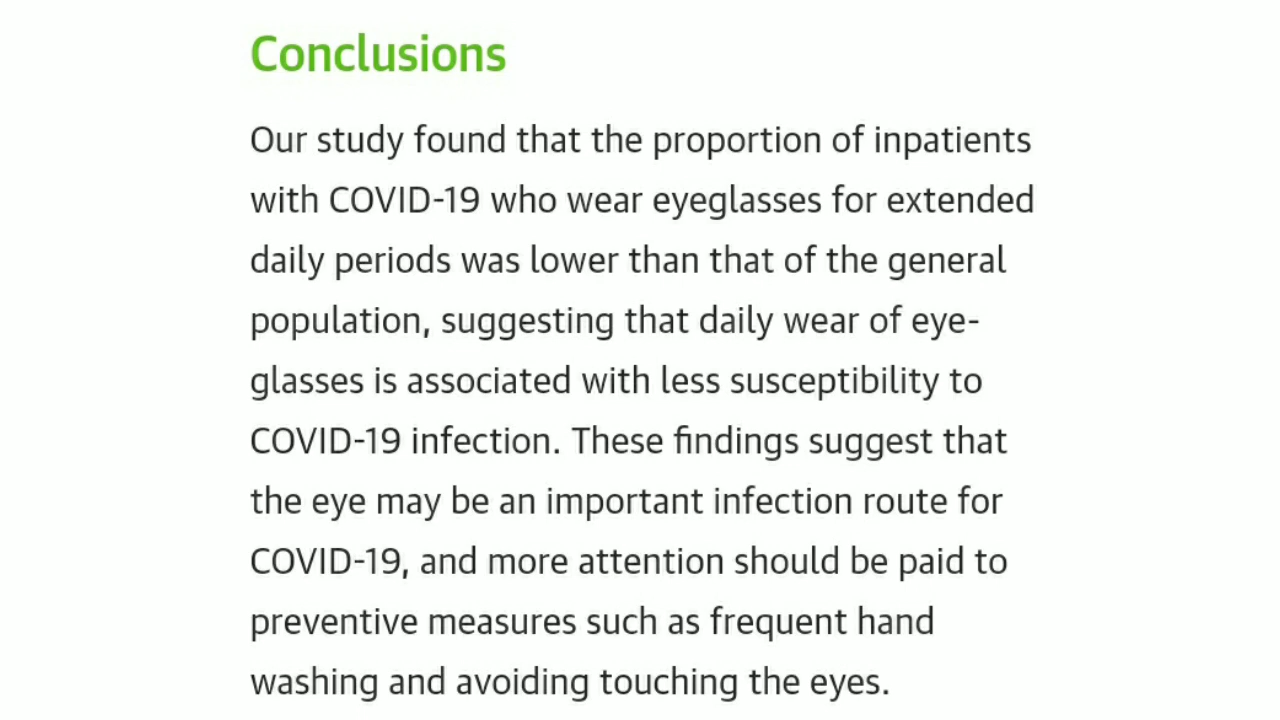 Conclusions
Our study found that the proportion of inpatients
with COVID-19 who wear eyeglasses for extended
daily periods was lower than that of the general
population, suggesting that daily wear of eye-
glasses is associated with less susceptibility to
COVID-19 infection. These findings suggest that
the eye may be an important infection route for
COVID-19, and more attention should be paid to
preventive measures such as frequent hand
washing and avoiding touching the eyes.